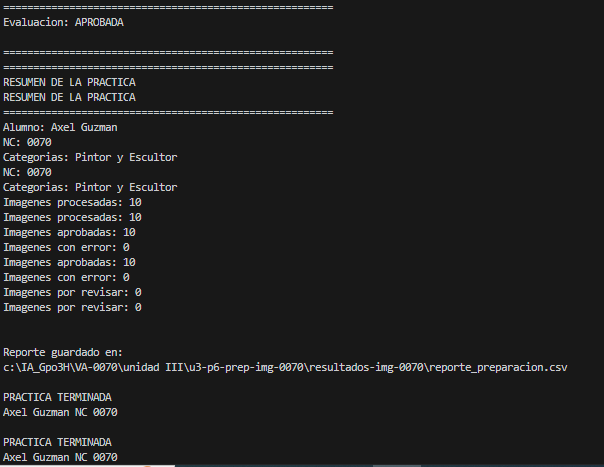 =======================================================
Evaluacion: APROBADA
=======================================================
=======================================================
RESUMEN DE LA PRACTICA
RESUMEN DE LA PRACTICA
=======================================================
Alumno: Axel Guzman
NC: 0070
Categorias: Pintor y Escultor
NC: 0070
Categorias: Pintor y Escultor
Imagenes procesadas: 10
Imagenes procesadas: 10
Imagenes aprobadas: 10
Imagenes con error: 0
Imagenes aprobadas: 10
Imagenes con error: 0
Imagenes por revisar: 0
Imagenes por revisar: 0
Reporte guardado en:
c:\IA_Gpo3H\VA-0070\unidad III\u3-p6-prep-img-0070\resultados-img-0070\reporte_preparacion.csv
PRACTICA TERMINADA
Axel Guzman NC 0070
PRACTICA TERMINADA
Axel Guzman NC 0070